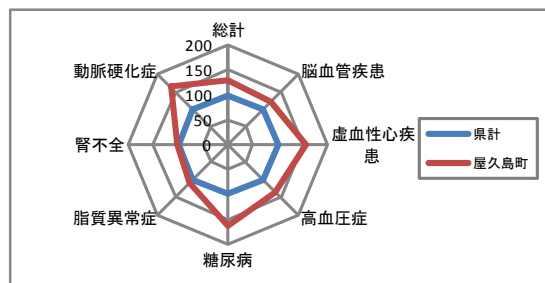 総計
200
150
100
50
0
脳血管疾患
虚血性心疾
患
高血圧症
糖尿病
脂質異常症
腎不全
動脈硬化症
県計
屋久島町